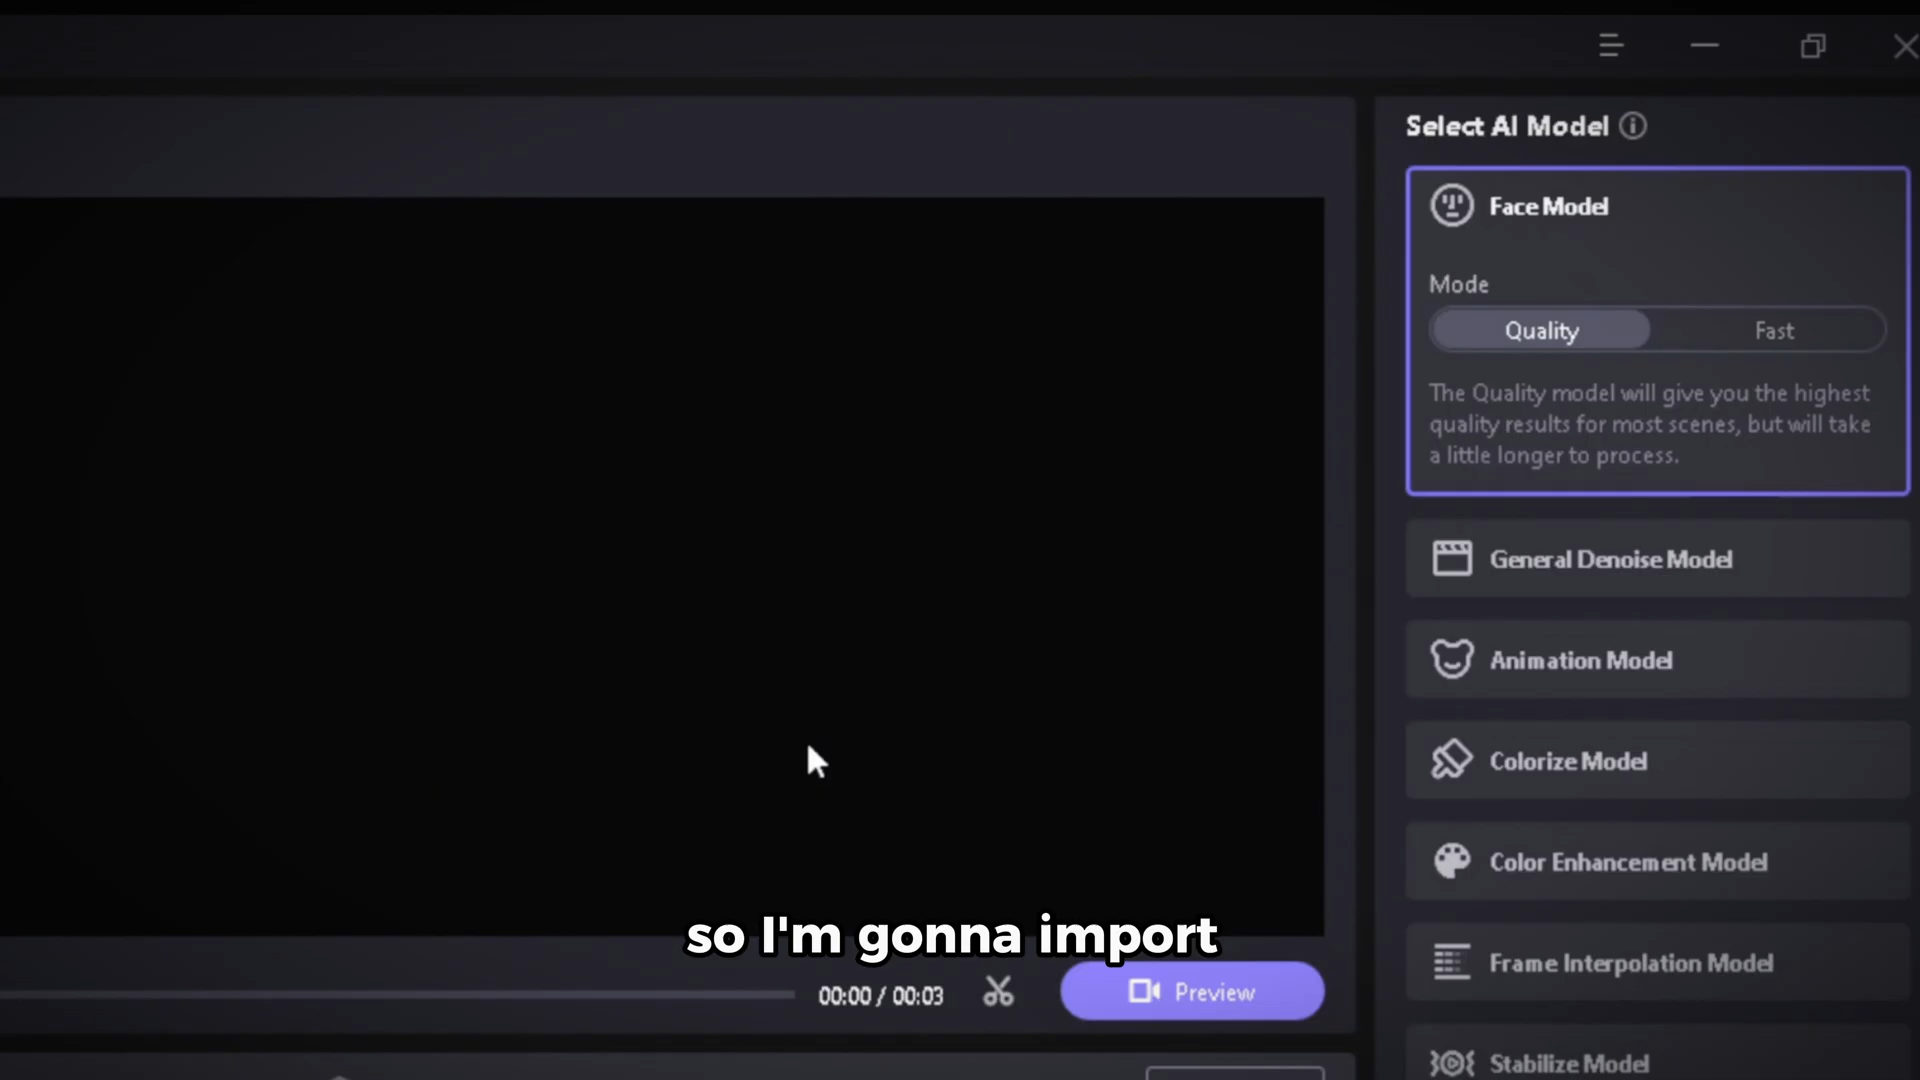 Select AI Model
Face Model
Mode
Quality
Fast
The Quality model will give you the highest
quality results for most scenes, but will take
a little longer to process.
General Denoise Model
Animation Model
Colorize Model
Color Enhancement Model
Frame Interpolation Model
Stabilize Model
so I'm gonna import
00:00 / 00:03
Preview